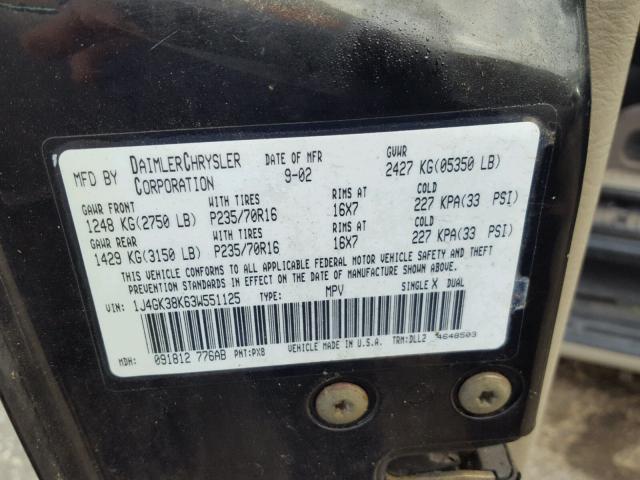 MFD BY DAIMLERCHRYSLER CORPORATION DATE OF MFR 9-02 GVWR 2427 KG(05350 LB)
GAWR FRONT WITH TIRES RIMS AT COLD
1248 KG(2750 LB) P235/70R16 16X7 227 KPA(33 PSI)
GAWR REAR WITH TIRES RIMS AT COLD
1429 KG(3150 LB) P235/70R16 16X7 227 KPA(33 PSI)
THIS VEHICLE CONFORMS TO ALL APPLICABLE FEDERAL MOTOR VEHICLE SAFETY AND THEFT
PREVENTION STANDARDS IN EFFECT ON THE DATE OF MANUFACTURE SHOWN ABOVE.
VIN: 1J4GK38K63W551125 TYPE: MPV SINGLE X DUAL
MDH: 091812 776AB PNT:PX8 VEHICLE MADE IN U.S.A. TRM:DLL2 4648503